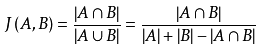 J (A, B) = |A ∩ B| / |A ∪ B| = |A ∩ B| / (|A| + |B| − |A ∩ B|)